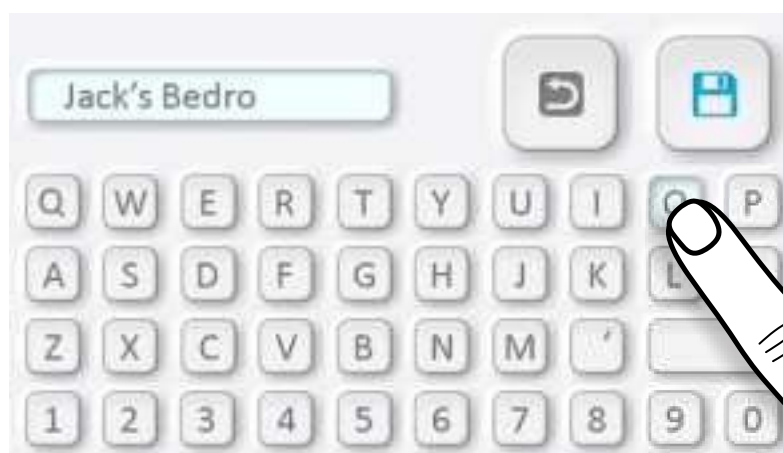 Jack's Bedro
Q W E R T Y U I O P
A S D F G H J K L
Z X C V B N M '
1 2 3 4 5 6 7 8 9 0